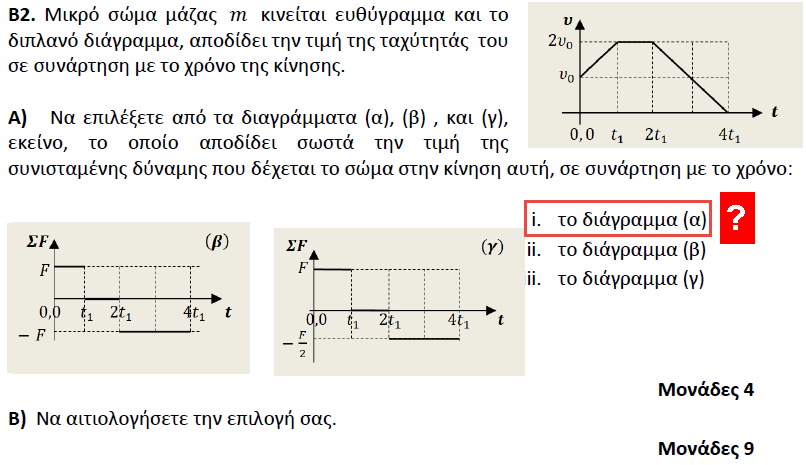 B2. Μικρό σώμα μάζας m κινείται ευθύγραμμα και το
διπλανό διάγραμμα, αποδίδει την τιμή της ταχύτητάς του
σε συνάρτηση με το χρόνο της κίνησης.
υ
2υ₀
υ₀
0,0 t₁ 2t₁ 4t₁ t
A) Να επιλέξετε από τα διαγράμματα (α), (β) , και (γ),
εκείνο, το οποίο αποδίδει σωστά την τιμή της
συνισταμένης δύναμης που δέχεται το σώμα στην κίνηση αυτή, σε συνάρτηση με το χρόνο:
ΣF (β)
F
0,0 t₁ 2t₁ 4t₁ t
− F
ΣF (γ)
F
0,0 t₁ 2t₁ 4t₁ t
− F/2
i. το διάγραμμα (α) ?
ii. το διάγραμμα (β)
ii. το διάγραμμα (γ)
Μονάδες 4
B) Να αιτιολογήσετε την επιλογή σας.
Μονάδες 9